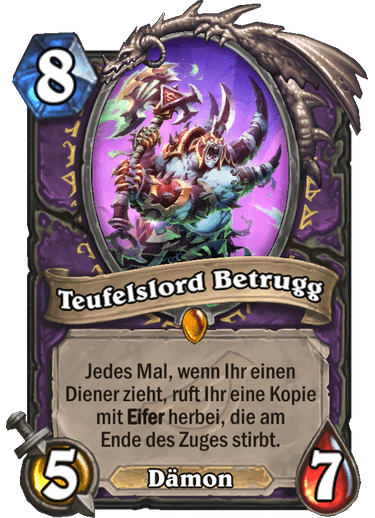 8
Teufelslord Betrugg
Jedes Mal, wenn Ihr einen
Diener zieht, ruft Ihr eine Kopie
mit Eifer herbei, die am
Ende des Zuges stirbt.
5
Dämon
7